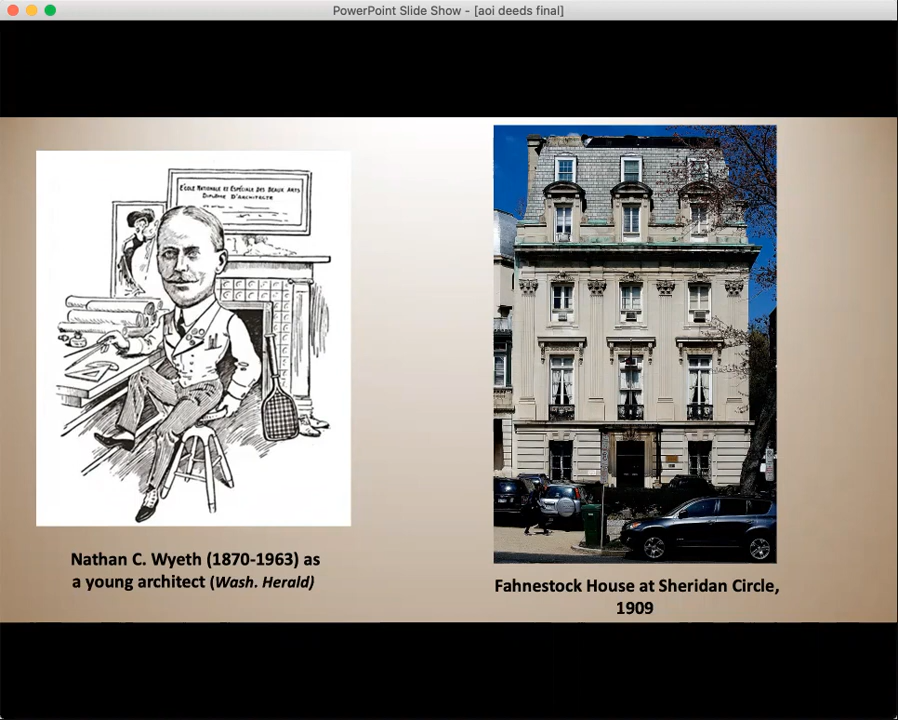 PowerPoint Slide Show - [aoi deeds final]
ÉCOLE NATIONALE ET ESPÉCIALE DES BEAUX ARTS
DIPLOME D'ARCHITECTE
Nathan C. Wyeth (1870-1963) as
a young architect (Wash. Herald)
Fahnestock House at Sheridan Circle,
1909